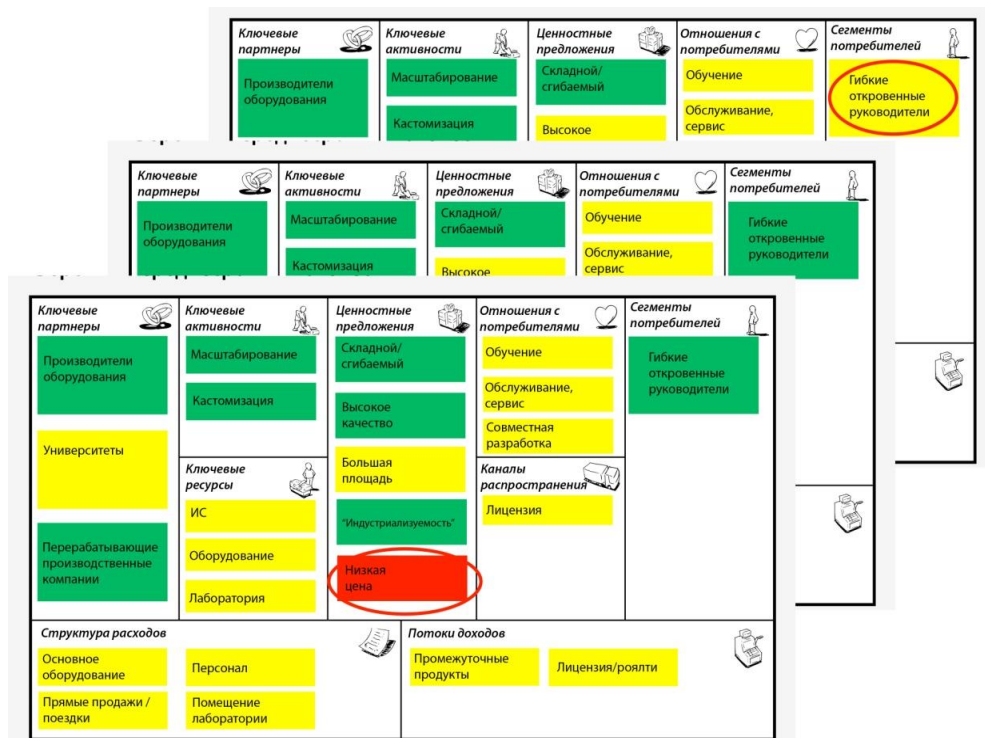 Ключевые
партнеры
Ключевые
активности
Ценностные
предложения
Отношения с
потребителями
Сегменты
потребителей
Производители
оборудования
Масштабирование
Кастомизация
Складной/
сгибаемый
Высокое
Обучение
Обслуживание,
сервис
Гибкие
откровенные
руководители
Ключевые
партнеры
Ключевые
активности
Ценностные
предложения
Отношения с
потребителями
Сегменты
потребителей
Производители
оборудования
Масштабирование
Кастомизация
Складной/
сгибаемый
Высокое
Обучение
Обслуживание,
сервис
Гибкие
откровенные
руководители
Ключевые
партнеры
Производители
оборудования
Университеты
Перерабатывающие
производственные
компании
Ключевые
активности
Масштабирование
Кастомизация
Ключевые
ресурсы
ИС
Оборудование
Лаборатория
Ценностные
предложения
Складной/
сгибаемый
Высокое
качество
Большая
площадь
"Индустриализуемость"
Низкая
цена
Отношения с
потребителями
Обучение
Обслуживание,
сервис
Совместная
разработка
Каналы
распространения
Лицензия
Сегменты
потребителей
Гибкие
откровенные
руководители
Структура расходов
Основное
оборудование
Персонал
Прямые продажи /
поездки
Помещение
лаборатории
Потоки доходов
Промежуточные
продукты
Лицензия/роялти